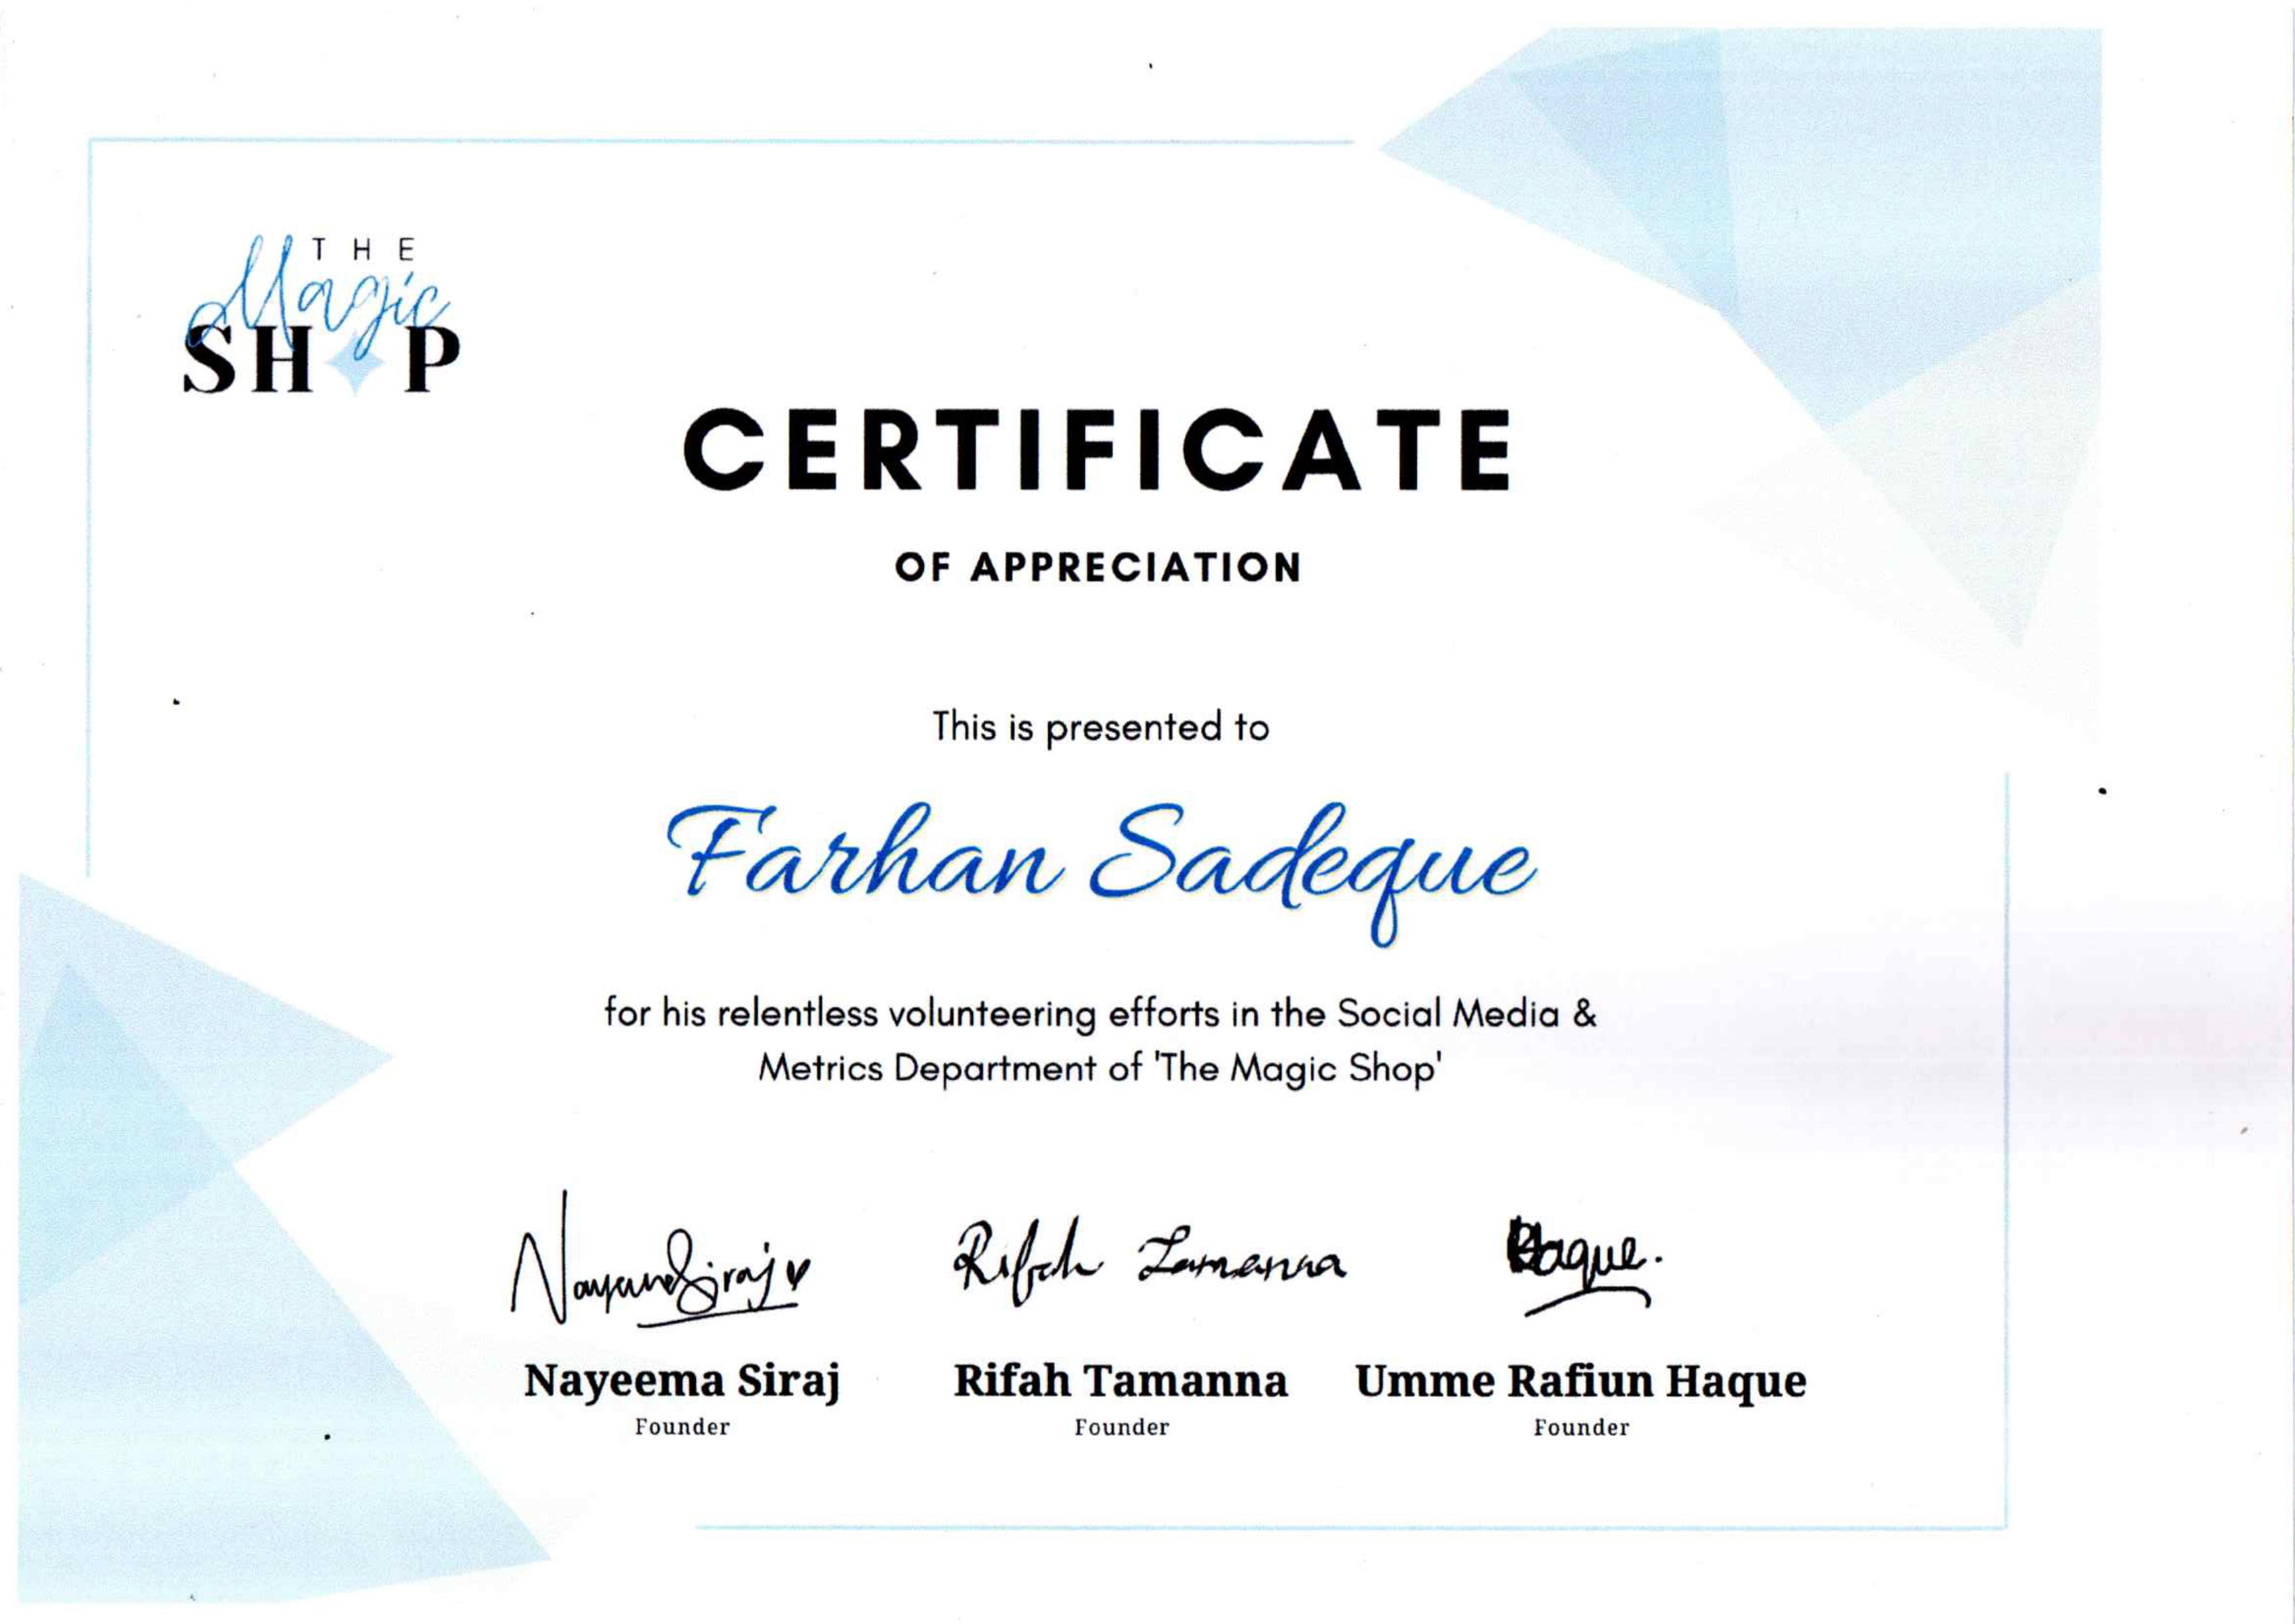 THE
Magic
SHOP
CERTIFICATE
OF APPRECIATION
This is presented to
Farhan Sadeque
for his relentless volunteering efforts in the Social Media &
Metrics Department of 'The Magic Shop'
Nayeema Siraj Rifah Tamanna Haque.
Nayeema Siraj Rifah Tamanna Umme Rafiun Haque
Founder Founder Founder